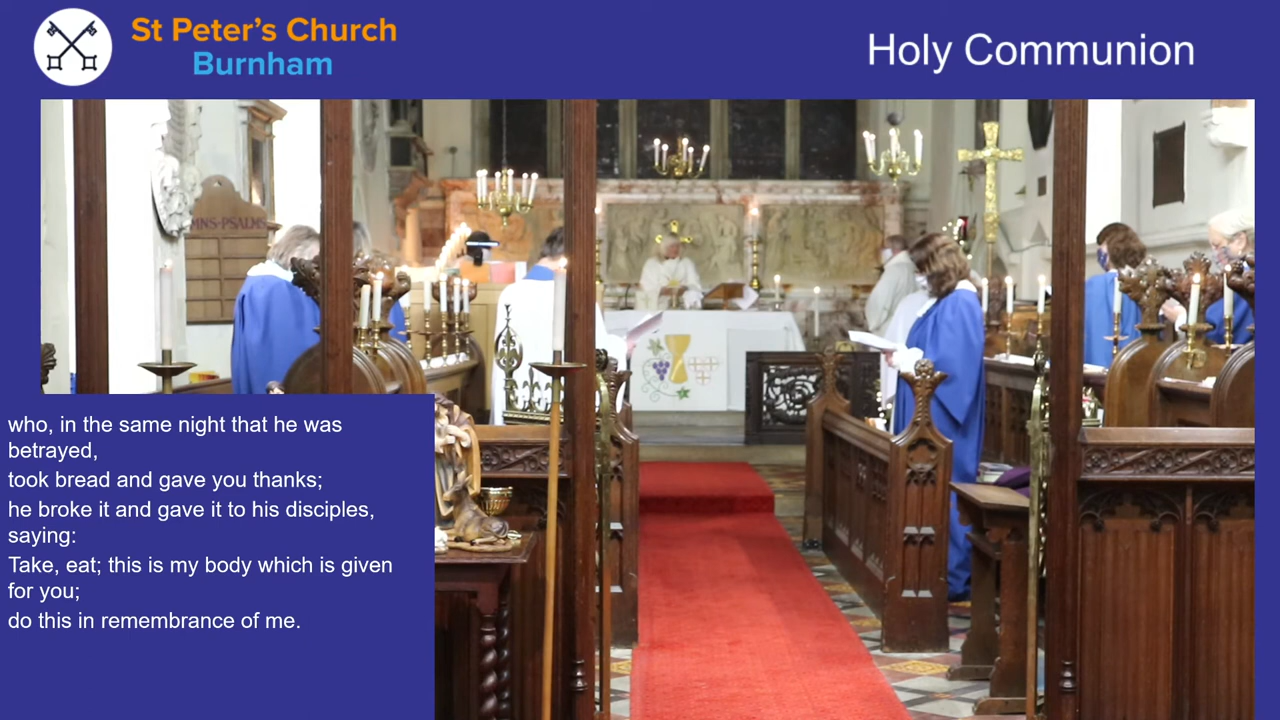 St Peter's Church
Burnham
Holy Communion
MNS-PSALMS
who, in the same night that he was
betrayed,
took bread and gave you thanks;
he broke it and gave it to his disciples,
saying:
Take, eat; this is my body which is given
for you;
do this in remembrance of me.